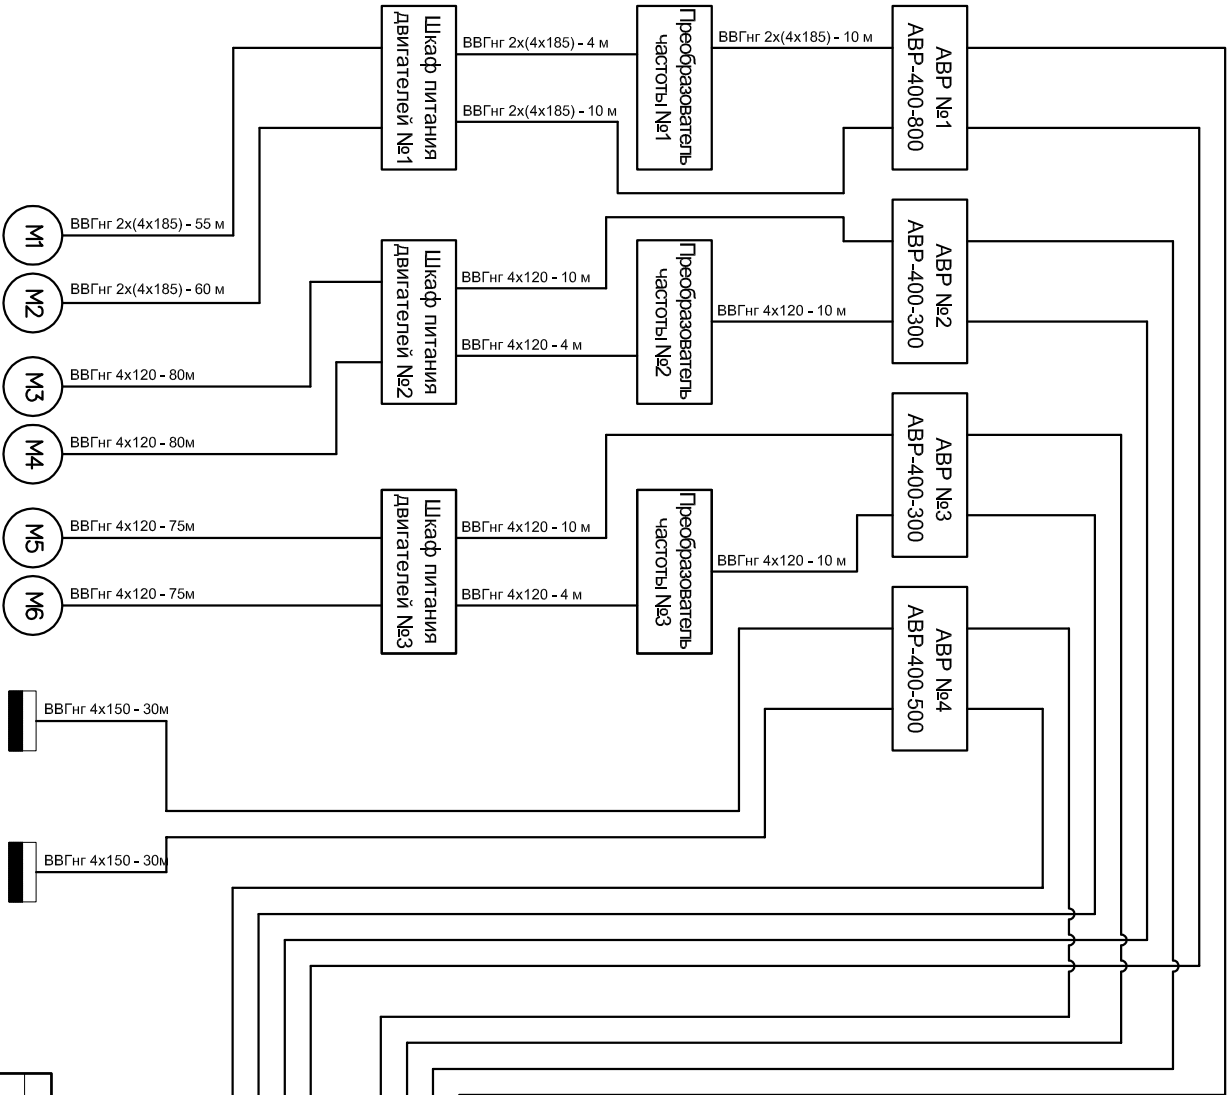 Шкаф питания
двигателей №1
ВВГнг 2х(4х185) - 4 м
ВВГнг 2х(4х185) - 10 м
Преобразователь
частоты №1
ВВГнг 2х(4х185) - 10 м
АВР №1
АВР-400-800
М1
ВВГнг 2х(4х185) - 55 м
М2
ВВГнг 2х(4х185) - 60 м
Шкаф питания
двигателей №2
ВВГнг 4х120 - 10 м
ВВГнг 4х120 - 4 м
Преобразователь
частоты №2
ВВГнг 4х120 - 10 м
АВР №2
АВР-400-300
М3
ВВГнг 4х120 - 80м
М4
ВВГнг 4х120 - 80м
АВР №3
АВР-400-300
М5
ВВГнг 4х120 - 75м
М6
ВВГнг 4х120 - 75м
Шкаф питания
двигателей №3
ВВГнг 4х120 - 10 м
ВВГнг 4х120 - 4 м
Преобразователь
частоты №3
ВВГнг 4х120 - 10 м
АВР №4
АВР-400-500
ВВГнг 4х150 - 30м
ВВГнг 4х150 - 30м